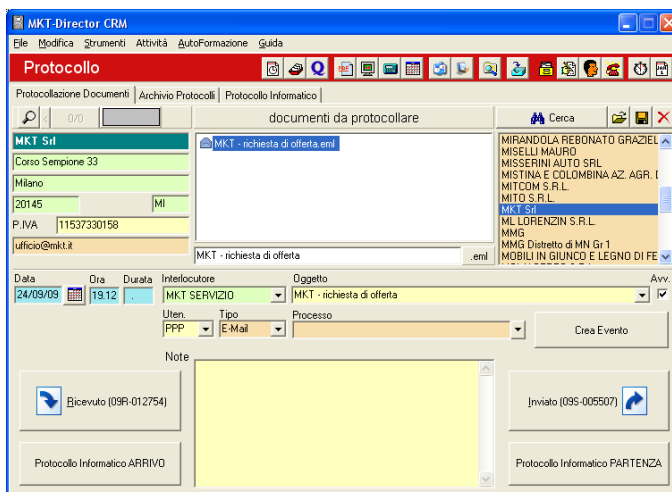 MKT-Director CRM
File Modifica Strumenti Attività AutoFormazione Guida
Protocollo
Protocollazione Documenti Archivio Protocolli Protocollo Informatico
0/0
documenti da protocollare
Cerca
MKT Srl
Corso Sempione 33
Milano
20145 MI
P.IVA 11537330158
ufficio@mkt.it
MKT - richiesta di offerta.eml
MKT - richiesta di offerta .eml
MIRANDOLA REBONATO GRAZIEL
MISELLI MAURO
MISSERINI AUTO SRL
MISTINA E COLOMBINA AZ. AGR. D
MITCOM S.R.L.
MITO S.R.L.
MKT Srl
ML LORENZIN S.R.L.
MMG
MMG Distretto di MN Gr 1
MOBILI IN GIUNCO E LEGNO DI FE
Data Ora Durata Interlocutore Oggetto Avv.
24/09/09 19.12 . MKT SERVIZIO MKT - richiesta di offerta
Uten. Tipo Processo
PPP E-Mail
Crea Evento
Note
Ricevuto (09R-012754)
Inviato (09S-005507)
Protocollo Informatico ARRIVO
Protocollo Informatico PARTENZA